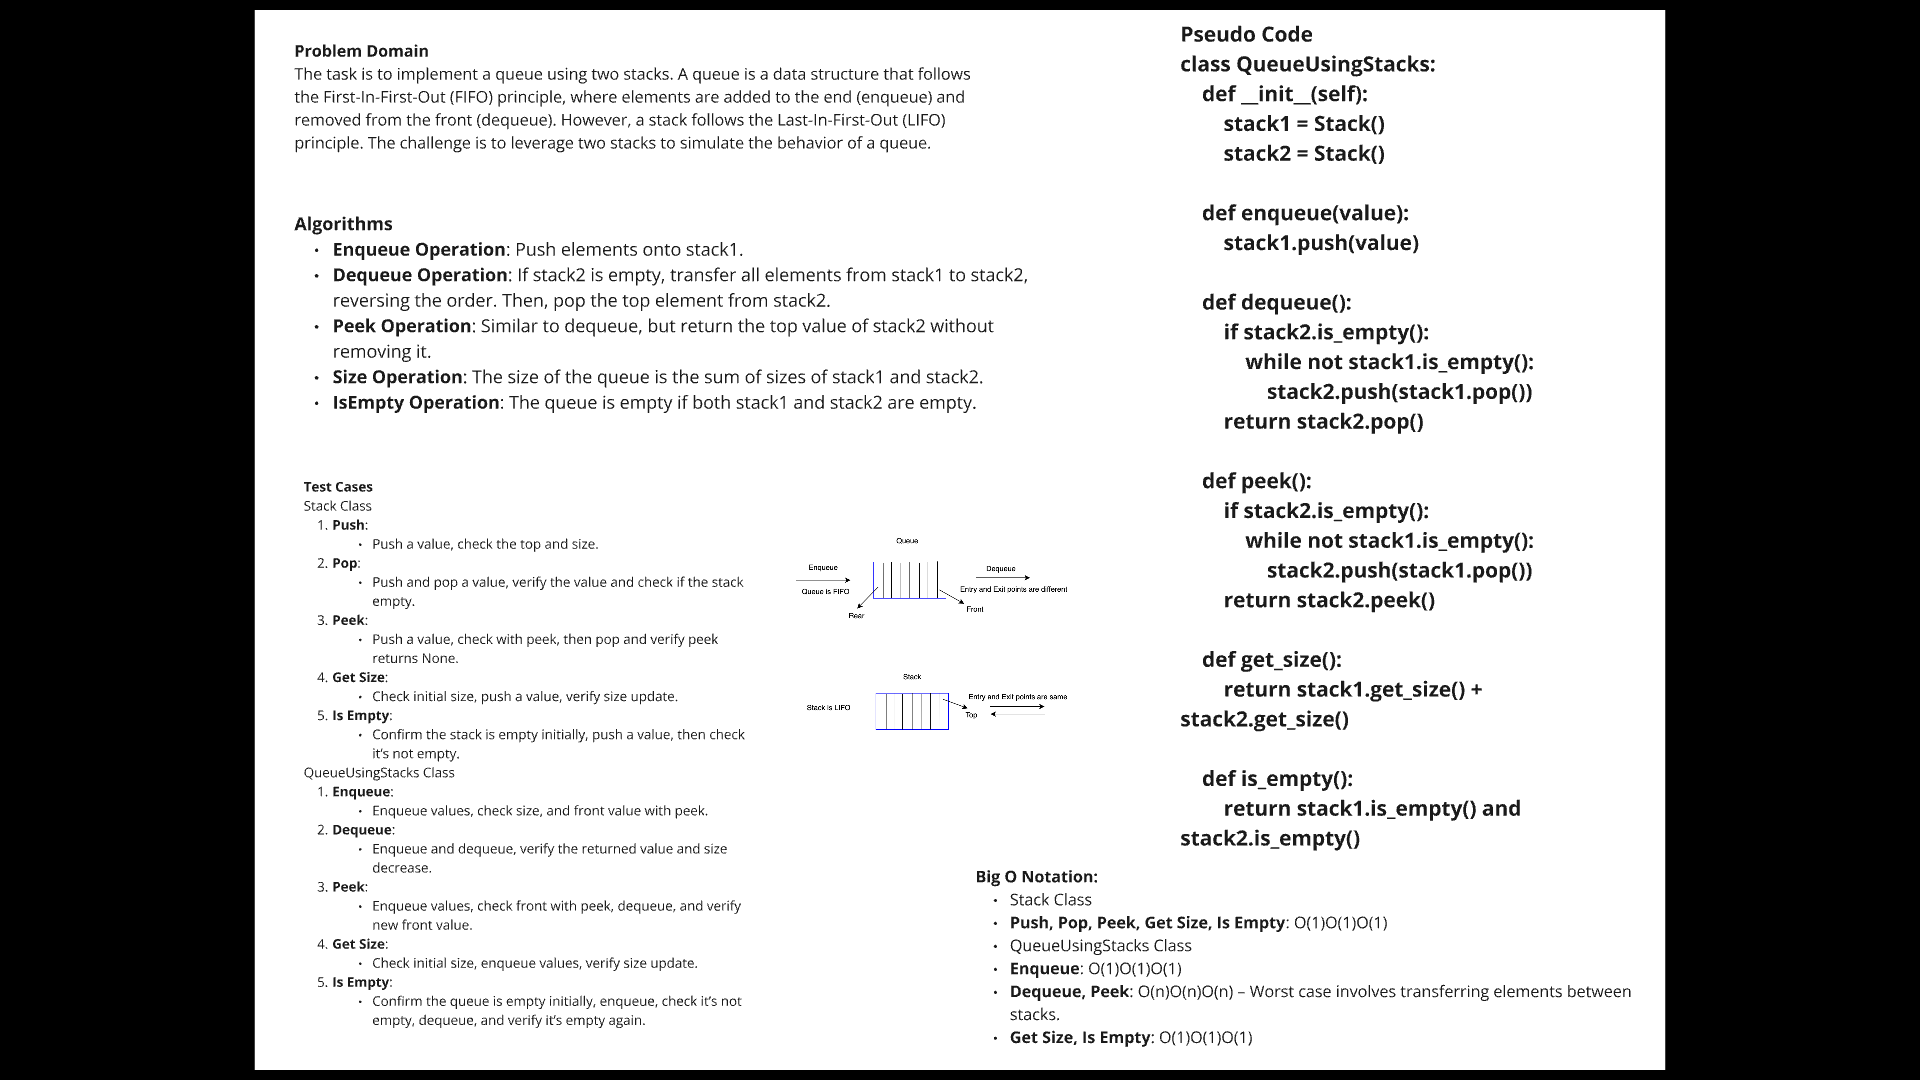 Problem Domain
The task is to implement a queue using two stacks. A queue is a data structure that follows
the First-In-First-Out (FIFO) principle, where elements are added to the end (enqueue) and
removed from the front (dequeue). However, a stack follows the Last-In-First-Out (LIFO)
principle. The challenge is to leverage two stacks to simulate the behavior of a queue.
Algorithms
• Enqueue Operation: Push elements onto stack1.
• Dequeue Operation: If stack2 is empty, transfer all elements from stack1 to stack2,
reversing the order. Then, pop the top element from stack2.
• Peek Operation: Similar to dequeue, but return the top value of stack2 without
removing it.
• Size Operation: The size of the queue is the sum of sizes of stack1 and stack2.
• IsEmpty Operation: The queue is empty if both stack1 and stack2 are empty.
Test Cases
Stack Class
1. Push:
• Push a value, check the top and size.
2. Pop:
• Push and pop a value, verify the value and check if the stack
empty.
3. Peek:
• Push a value, check with peek, then pop and verify peek
returns None.
4. Get Size:
• Check initial size, push a value, verify size update.
5. Is Empty:
• Confirm the stack is empty initially, push a value, then check
it's not empty.
QueueUsingStacks Class
1. Enqueue:
• Enqueue values, check size, and front value with peek.
2. Dequeue:
• Enqueue and dequeue, verify the returned value and size
decrease.
3. Peek:
• Enqueue values, check front with peek, dequeue, and verify
new front value.
4. Get Size:
• Check initial size, enqueue values, verify size update.
5. Is Empty:
• Confirm the queue is empty initially, enqueue, check it's not
empty, dequeue, and verify it's empty again.
Queue
Enqueue
Dequeue
Queue is FIFO
Entry and Exit points are different
Rear
Front
Stack
Entry and Exit points are same
Stack is LIFO
Top
Pseudo Code
class QueueUsingStacks:
def __init__(self):
stack1 = Stack()
stack2 = Stack()
def enqueue(value):
stack1.push(value)
def dequeue():
if stack2.is_empty():
while not stack1.is_empty():
stack2.push(stack1.pop())
return stack2.pop()
def peek():
if stack2.is_empty():
while not stack1.is_empty():
stack2.push(stack1.pop())
return stack2.peek()
def get_size():
return stack1.get_size() +
stack2.get_size()
def is_empty():
return stack1.is_empty() and
stack2.is_empty()
Big O Notation:
• Stack Class
• Push, Pop, Peek, Get Size, Is Empty: O(1)O(1)O(1)
• QueueUsingStacks Class
• Enqueue: O(1)O(1)O(1)
• Dequeue, Peek: O(n)O(n)O(n) – Worst case involves transferring elements between
stacks.
• Get Size, Is Empty: O(1)O(1)O(1)